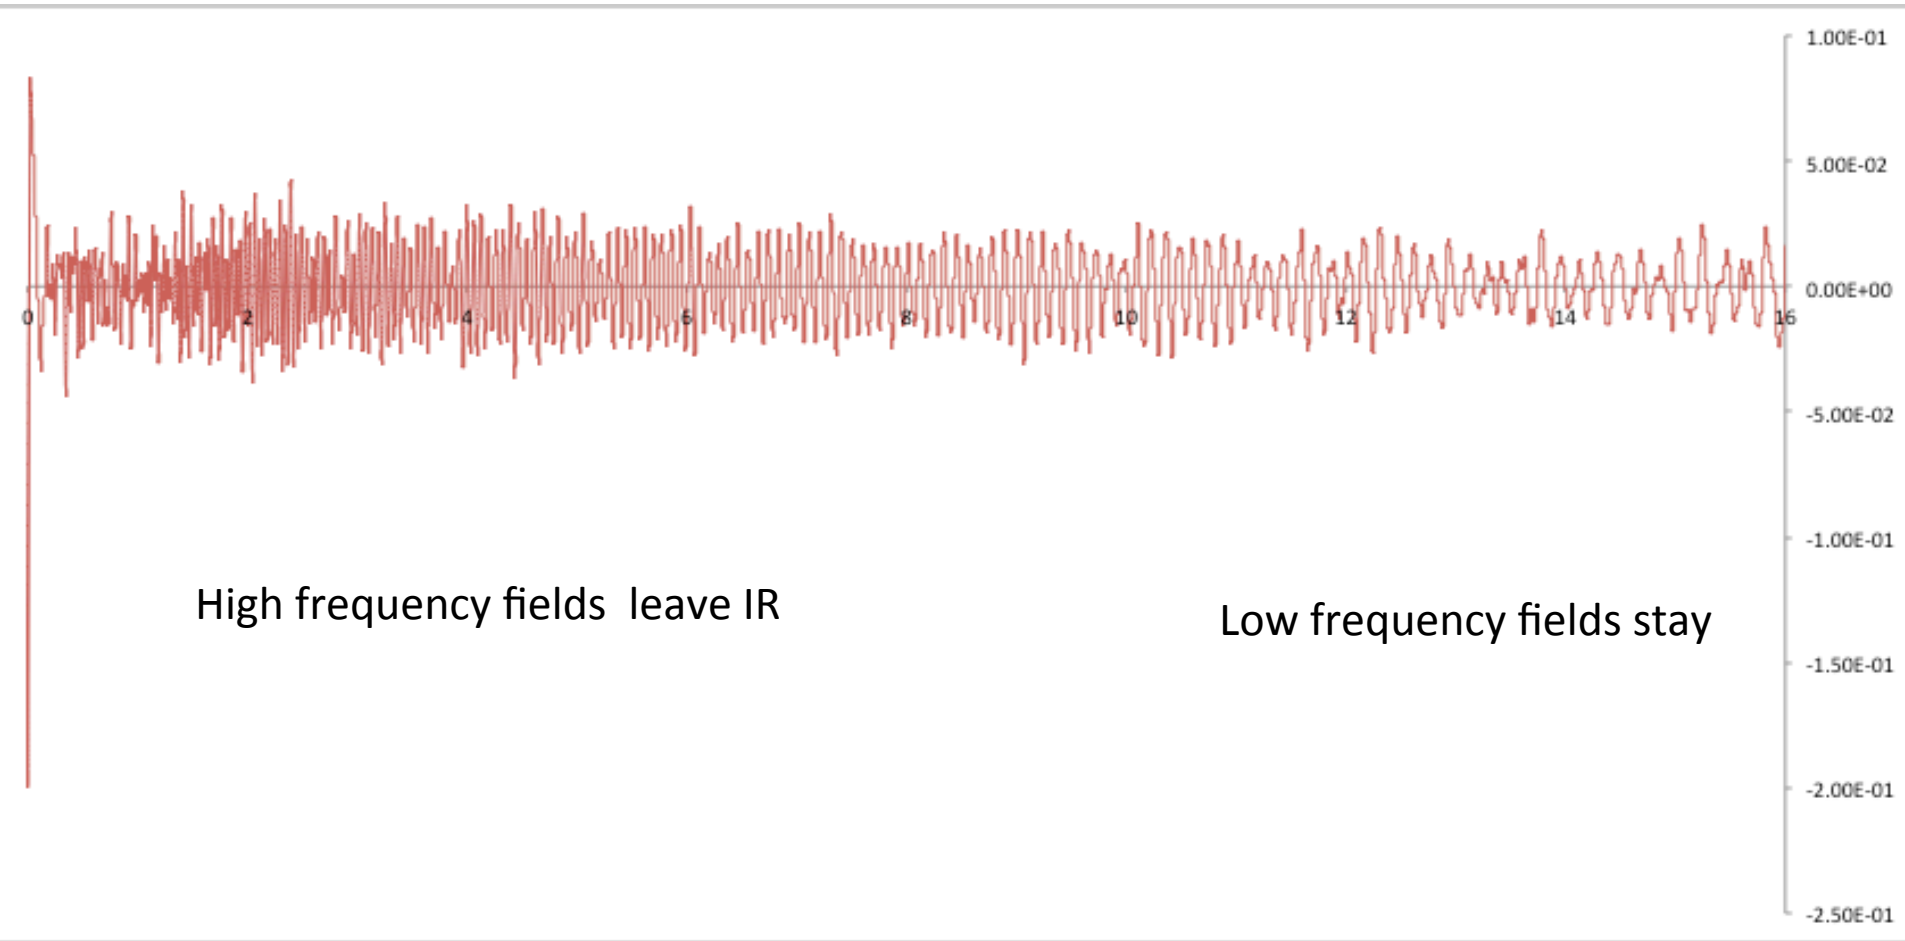 1.00E-01
5.00E-02
0.00E+00
0 2 4 6 8 10 12 14 16
-5.00E-02
-1.00E-01
High frequency fields leave IR
Low frequency fields stay
-1.50E-01
-2.00E-01
-2.50E-01